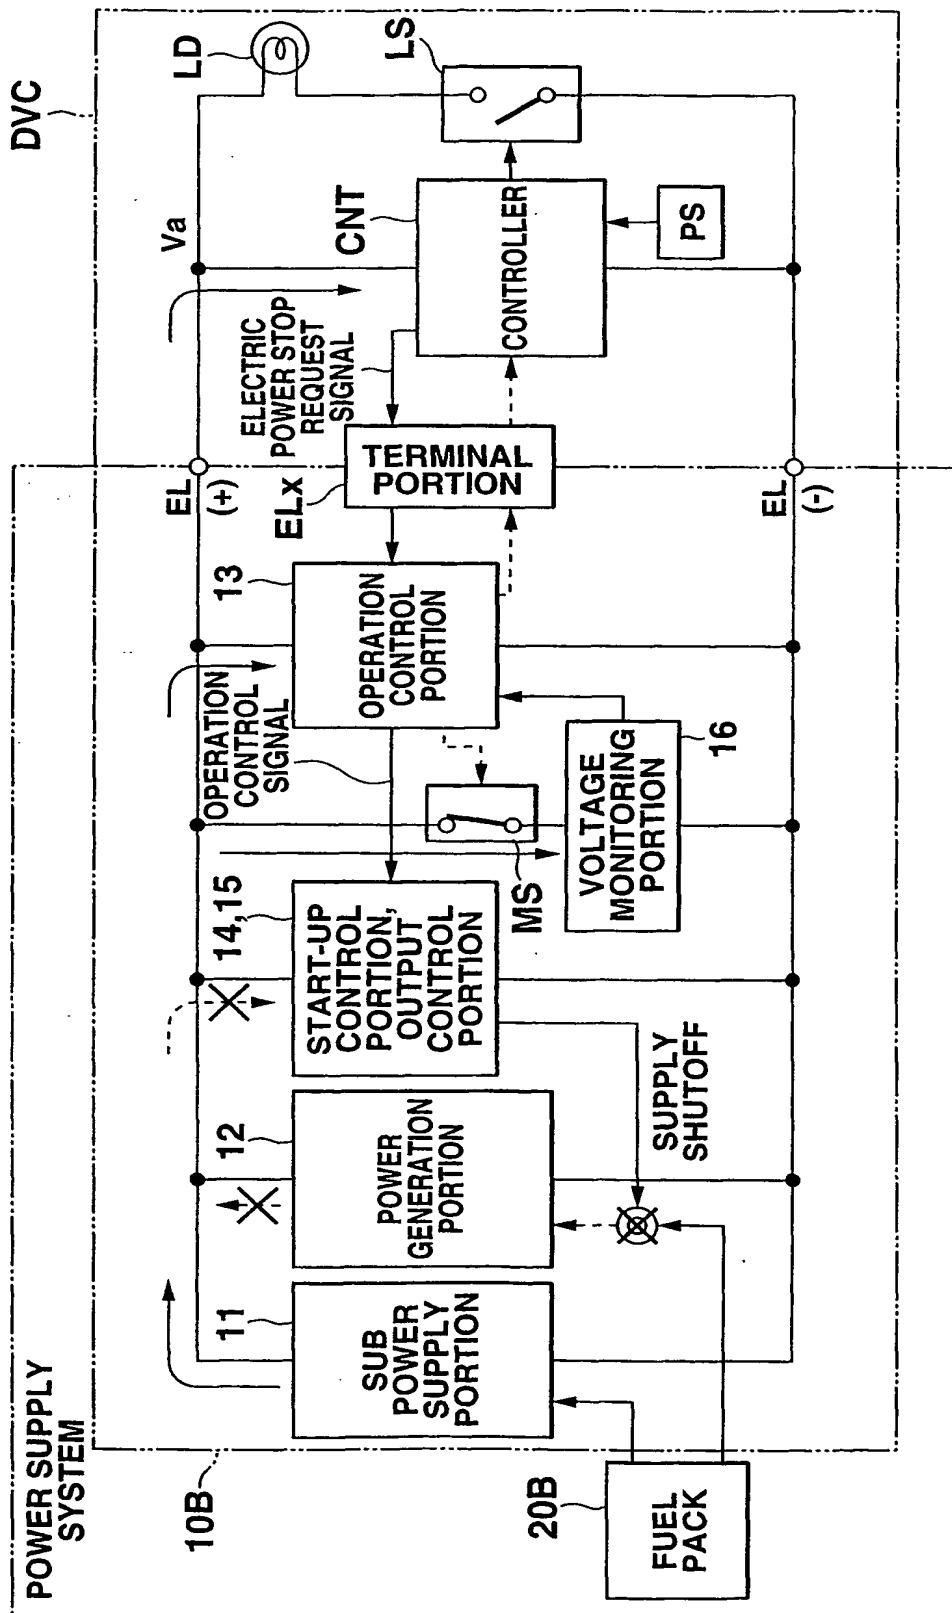 POWER SUPPLY
SYSTEM
DVC
10B
20B
FUEL
PACK
11
SUB
POWER
SUPPLY
PORTION
12
POWER
GENERATION
PORTION
SUPPLY
SHUTOFF
14,15
START-UP
CONTROL
PORTION,
OUTPUT
CONTROL
PORTION
OPERATION
CONTROL
SIGNAL
MS
VOLTAGE
MONITORING
PORTION
16
13
OPERATION
CONTROL
PORTION
EL
(+)
ELx
TERMINAL
PORTION
EL
(-)
ELECTRIC
POWER STOP
REQUEST
SIGNAL
Va
CNT
CONTROLLER
PS
LD
LS